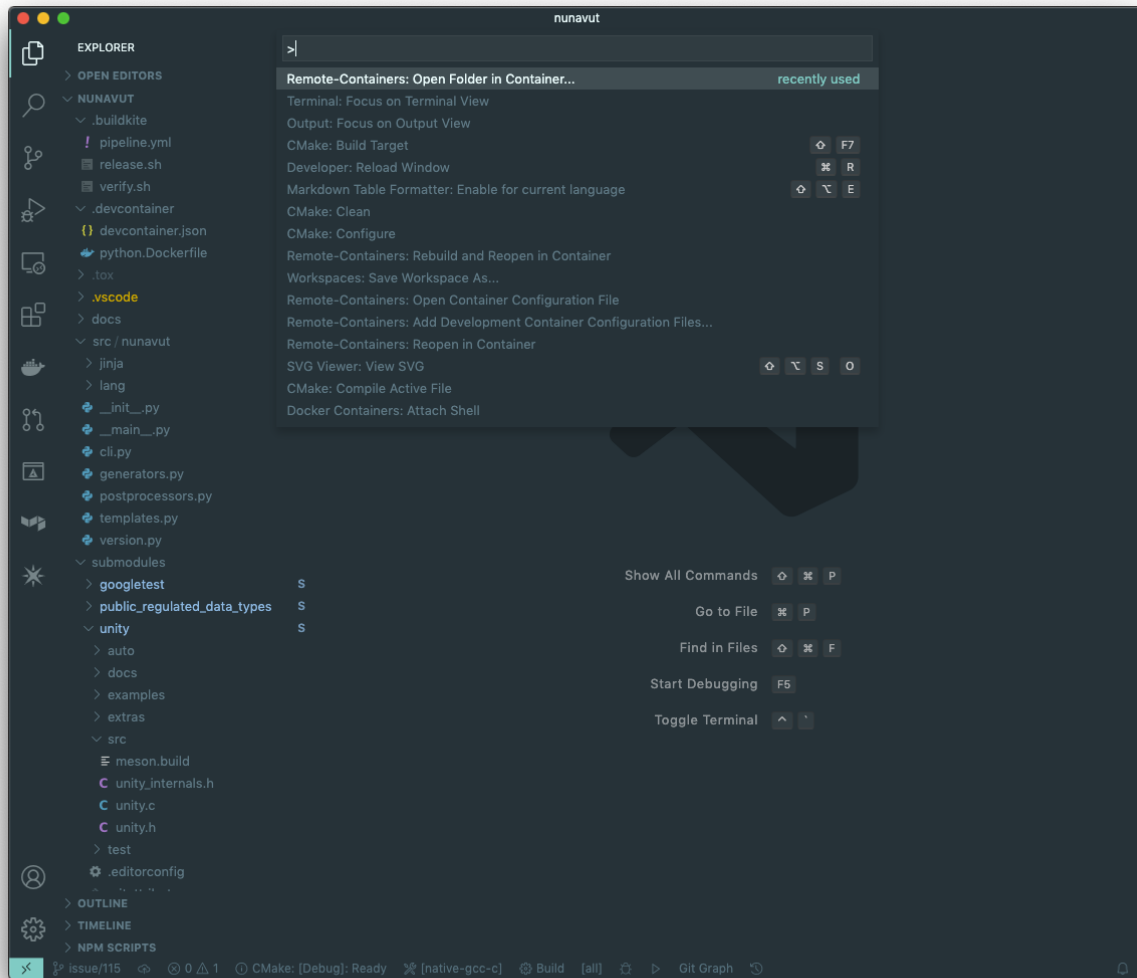 nunavut
EXPLORER
OPEN EDITORS
NUNAVUT
.buildkite
! pipeline.yml
release.sh
verify.sh
.devcontainer
{} devcontainer.json
python.Dockerfile
.tox
.vscode
docs
src / nunavut
jinja
lang
__init__.py
__main__.py
cli.py
generators.py
postprocessors.py
templates.py
version.py
submodules
googletest S
public_regulated_data_types S
unity S
auto
docs
examples
extras
src
meson.build
C unity_internals.h
C unity.c
C unity.h
test
.editorconfig
OUTLINE
TIMELINE
NPM SCRIPTS
>
Remote-Containers: Open Folder in Container... recently used
Terminal: Focus on Terminal View
Output: Focus on Output View
CMake: Build Target ⇧ F7
Developer: Reload Window ⌘ R
Markdown Table Formatter: Enable for current language ⇧ ⌥ E
CMake: Clean
CMake: Configure
Remote-Containers: Rebuild and Reopen in Container
Workspaces: Save Workspace As...
Remote-Containers: Open Container Configuration File
Remote-Containers: Add Development Container Configuration Files...
Remote-Containers: Reopen in Container
SVG Viewer: View SVG ⇧ ⌥ S O
CMake: Compile Active File
Docker Containers: Attach Shell
Show All Commands ⇧ ⌘ P
Go to File ⌘ P
Find in Files ⇧ ⌘ F
Start Debugging F5
Toggle Terminal ^ `
issue/115 0 1 CMake: [Debug]: Ready [native-gcc-c] Build [all] Git Graph